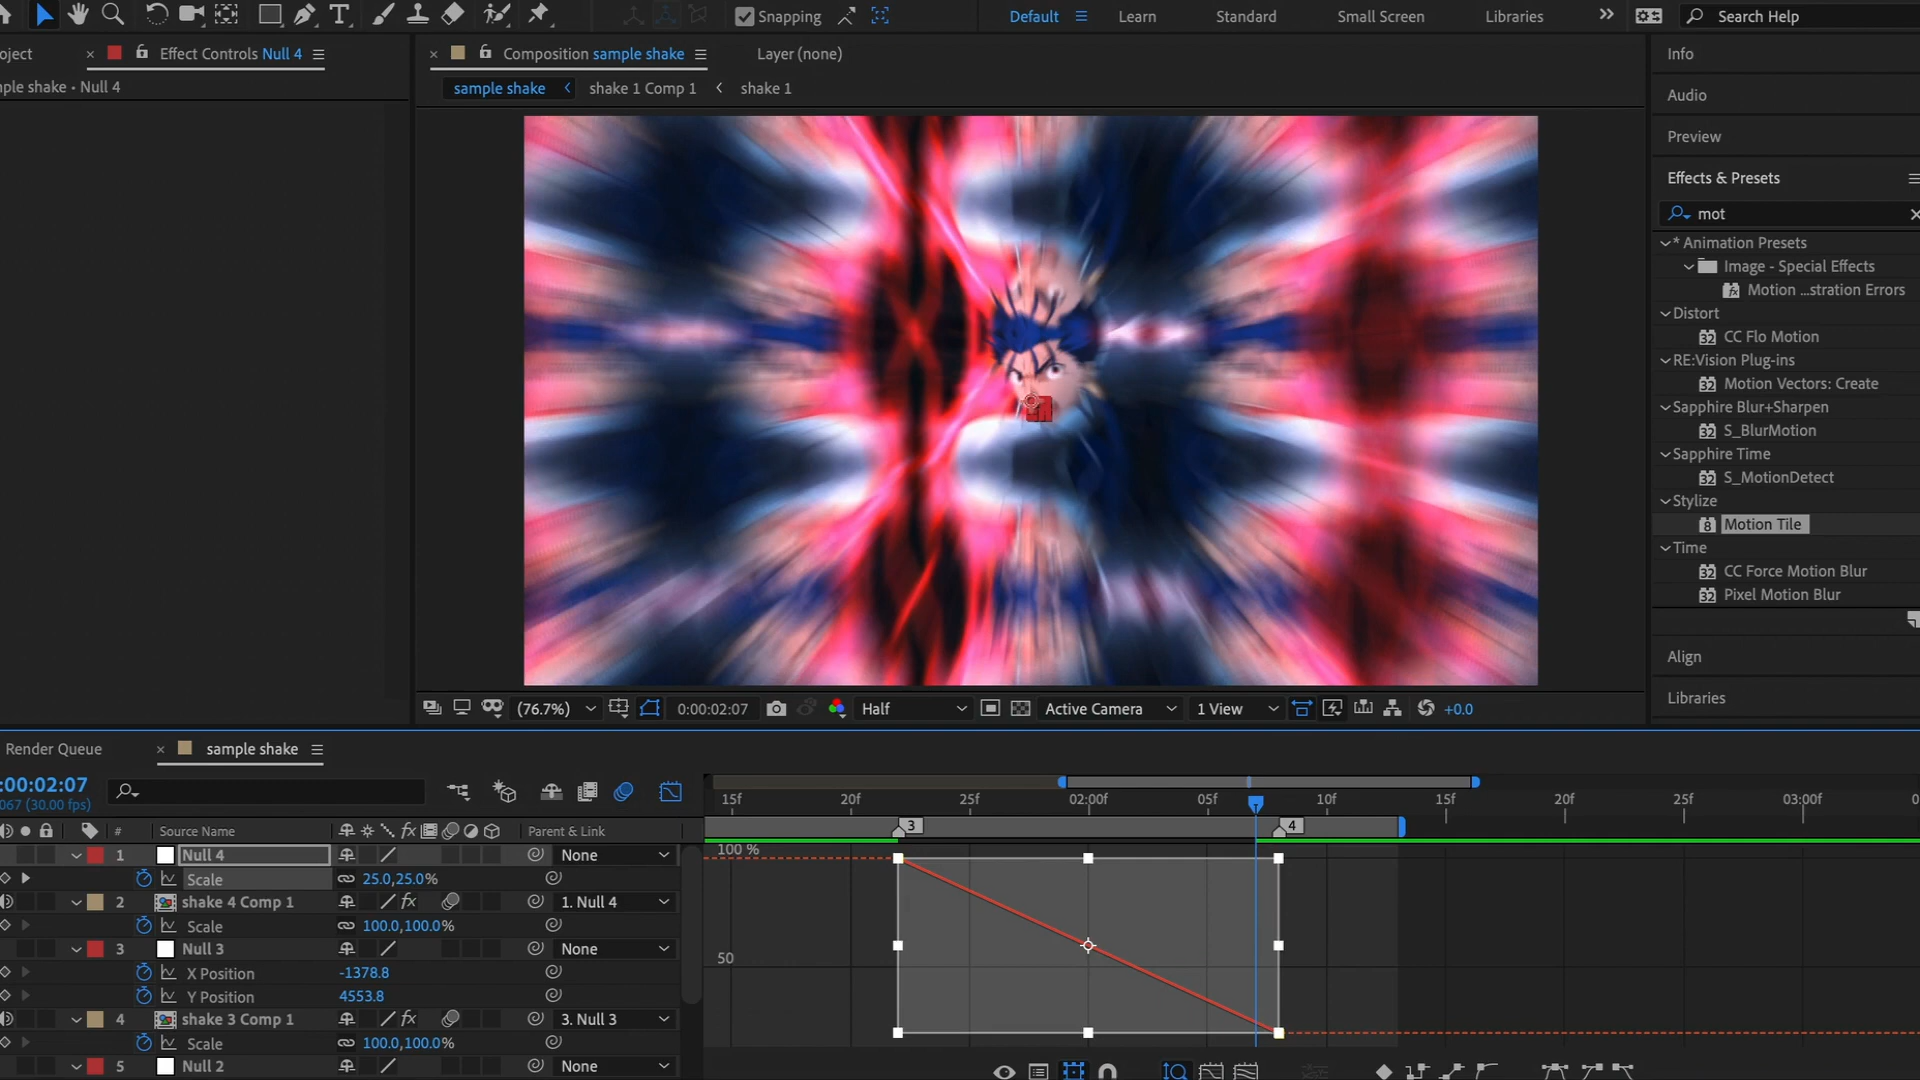 Snapping
Default
Learn
Standard
Small Screen
Libraries
Search Help
oject
Effect Controls Null 4
Composition sample shake
Layer (none)
Info
nple shake • Null 4
sample shake
shake 1 Comp 1
shake 1
Audio
Preview
Effects & Presets
mot
* Animation Presets
Image - Special Effects
Motion ...stration Errors
Distort
CC Flo Motion
RE:Vision Plug-ins
Motion Vectors: Create
Sapphire Blur+Sharpen
S_BlurMotion
Sapphire Time
S_MotionDetect
Stylize
Motion Tile
Time
CC Force Motion Blur
Pixel Motion Blur
Align
Libraries
(76.7%)
0:00:02:07
Half
Active Camera
1 View
+0.0
Render Queue
sample shake
:00:02:07
067 (30.00 fps)
15f
20f
25f
02:00f
05f
10f
15f
20f
25f
03:00f
0
3
4
#
Source Name
Parent & Link
100 %
50
1
Null 4
None
Scale
25.0,25.0%
2
shake 4 Comp 1
1. Null 4
Scale
100.0,100.0%
3
Null 3
None
X Position
-1378.8
Y Position
4553.8
4
shake 3 Comp 1
3. Null 3
Scale
100.0,100.0%
5
Null 2
None